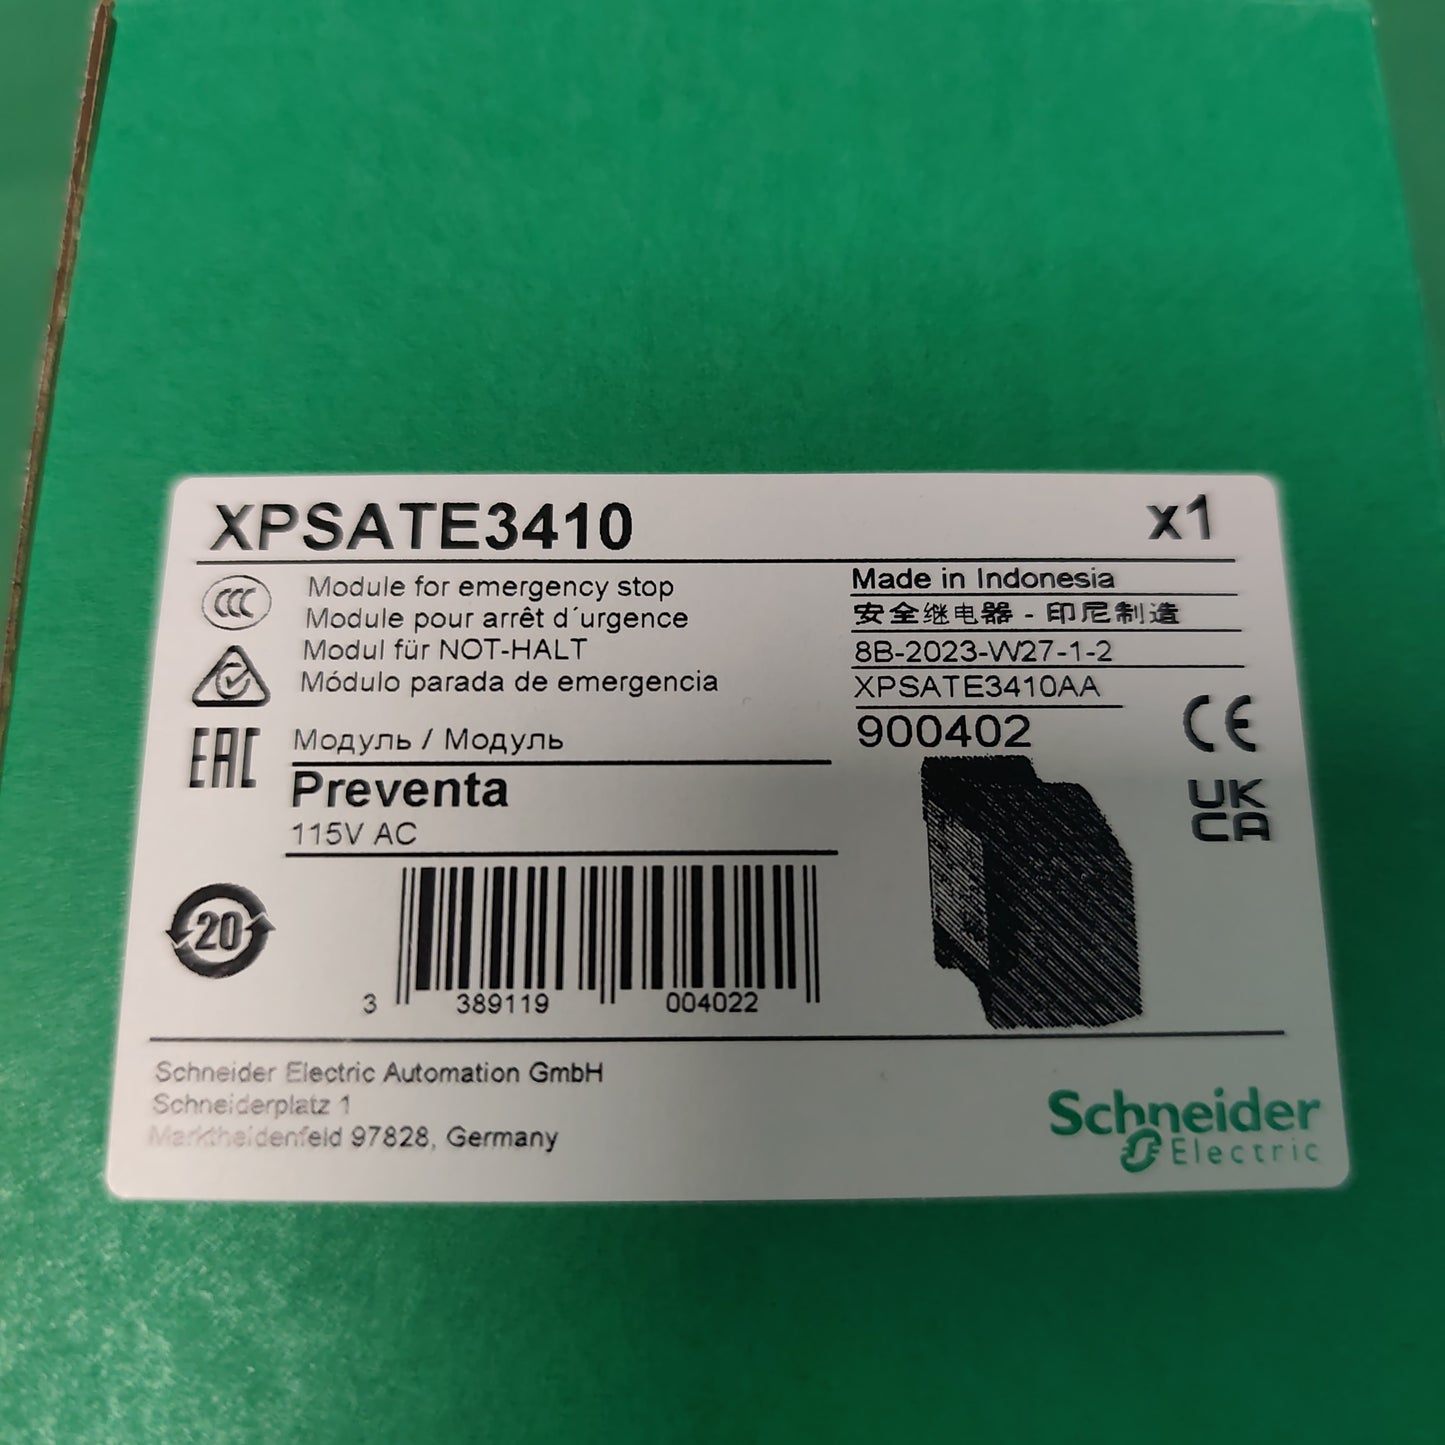 XPSATE3410 x1
CCC
Module for emergency stop
Module pour arrêt d´urgence
Modul für NOT-HALT
Módulo parada de emergencia
Модуль / Модуль
EAC
Preventa
115V AC
Made in Indonesia
安全继电器 - 印尼制造
8B-2023-W27-1-2
XPSATE3410AA
900402
CE
UK
CA
20
3 389119 004022
Schneider Electric Automation GmbH
Schneiderplatz 1
Marktheidenfeld 97828, Germany
Schneider
Electric